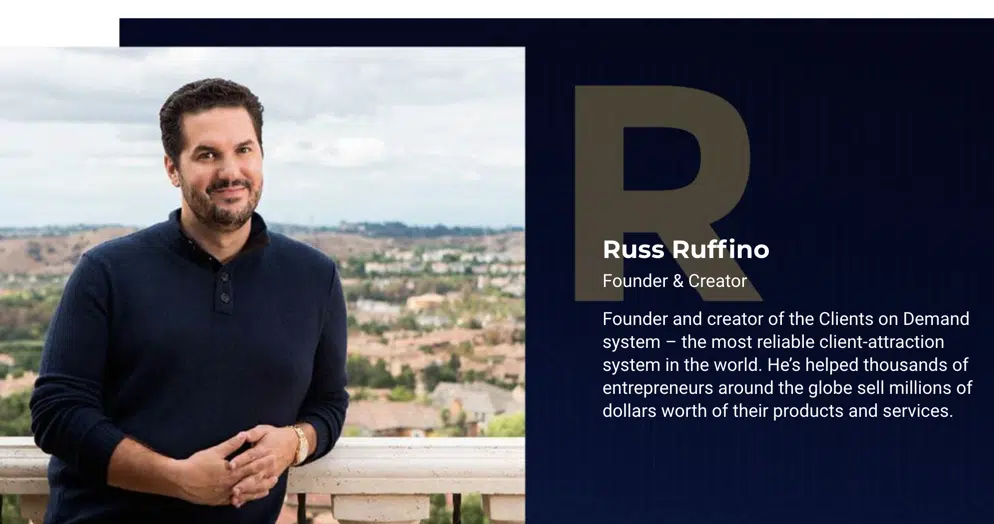 R
Russ Ruffino
Founder & Creator
Founder and creator of the Clients on Demand
system – the most reliable client-attraction
system in the world. He’s helped thousands of
entrepreneurs around the globe sell millions of
dollars worth of their products and services.